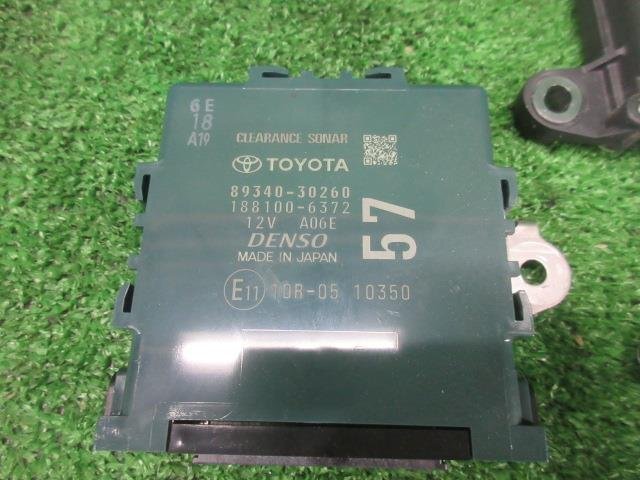 6 E
18
A19
CLEARANCE SONAR
TOYOTA
89340-30260
188100-6372
12V A06E
DENSO
MADE IN JAPAN
57
E11 10R-05 10350